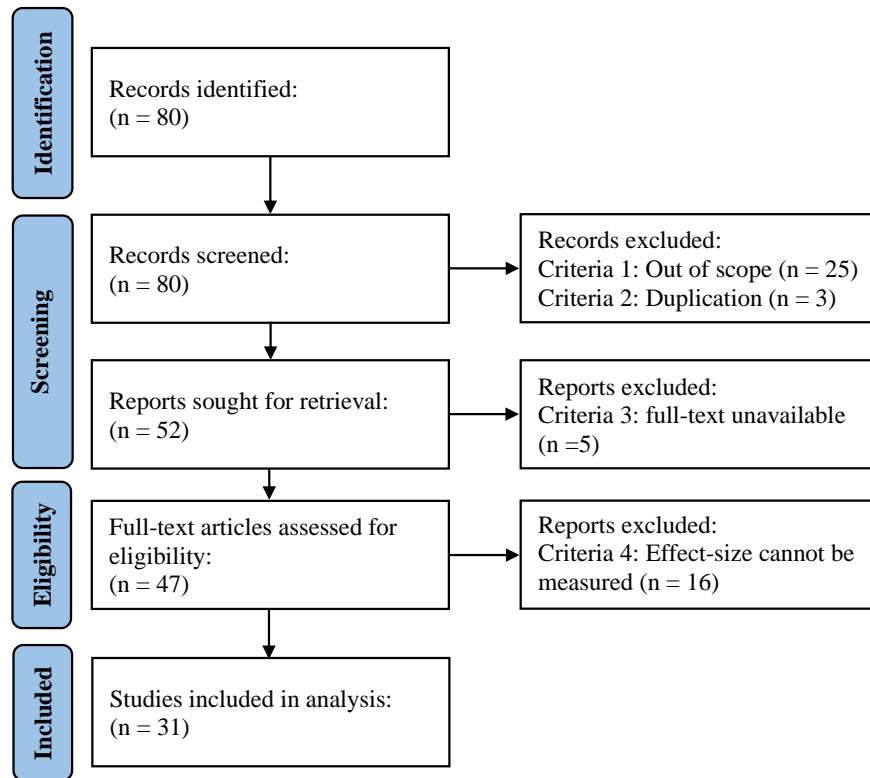 Identification
Records identified:
(n = 80)
Screening
Records screened:
(n = 80)
Records excluded:
Criteria 1: Out of scope (n = 25)
Criteria 2: Duplication (n = 3)
Reports sought for retrieval:
(n = 52)
Reports excluded:
Criteria 3: full-text unavailable
(n =5)
Eligibility
Full-text articles assessed for
eligibility:
(n = 47)
Reports excluded:
Criteria 4: Effect-size cannot be
measured (n = 16)
Included
Studies included in analysis:
(n = 31)